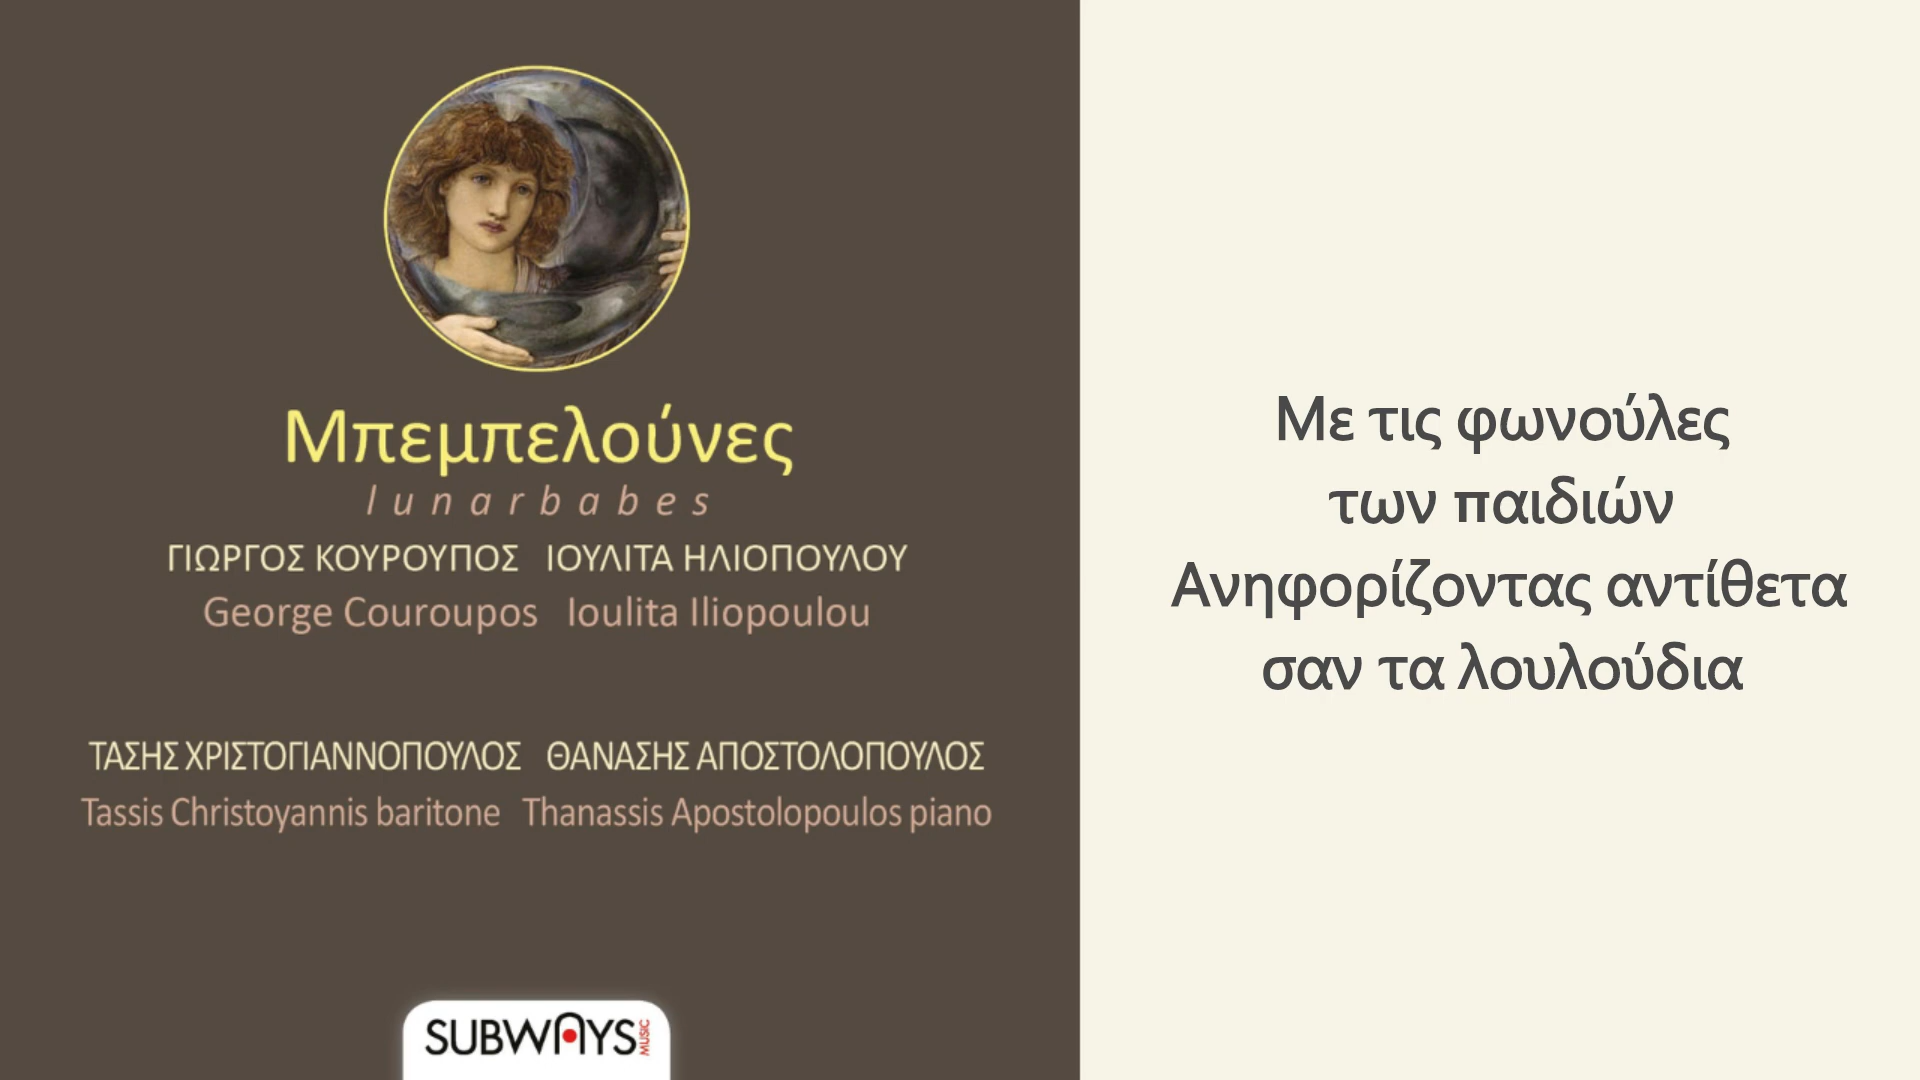 Μπεμπελούνες
lunarbabes
ΓΙΩΡΓΟΣ ΚΟΥΡΟΥΠΟΣ ΙΟΥΛΙΤΑ ΗΛΙΟΠΟΥΛΟΥ
George Couroupos Ioulita Iliopoulou
ΤΑΣΗΣ ΧΡΙΣΤΟΓΙΑΝΝΟΠΟΥΛΟΣ ΘΑΝΑΣΗΣ ΑΠΟΣΤΟΛΟΠΟΥΛΟΣ
Tassis Christoyannis baritone Thanassis Apostolopoulos piano
SUBWAYS MUSIC
Με τις φωνούλες
των παιδιών
Ανηφορίζοντας αντίθετα
σαν τα λουλούδια